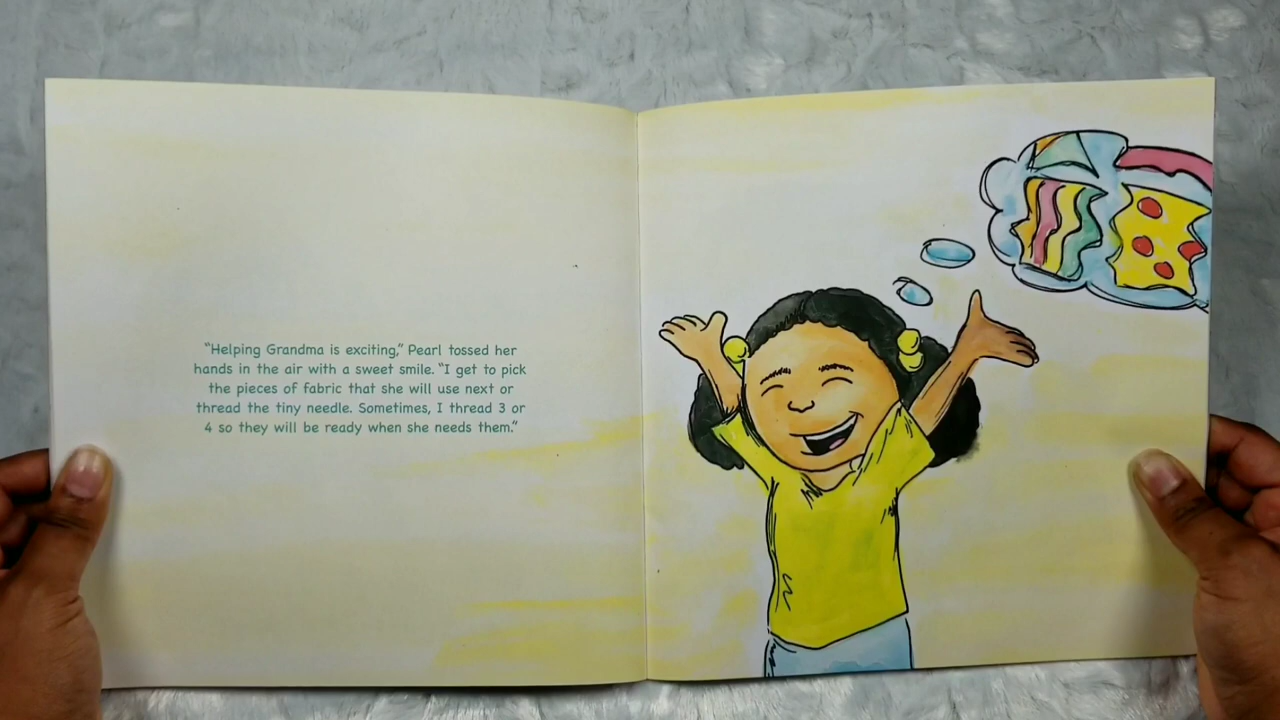 “Helping Grandma is exciting,” Pearl tossed her
hands in the air with a sweet smile. “I get to pick
the pieces of fabric that she will use next or
thread the tiny needle. Sometimes, I thread 3 or
4 so they will be ready when she needs them.”